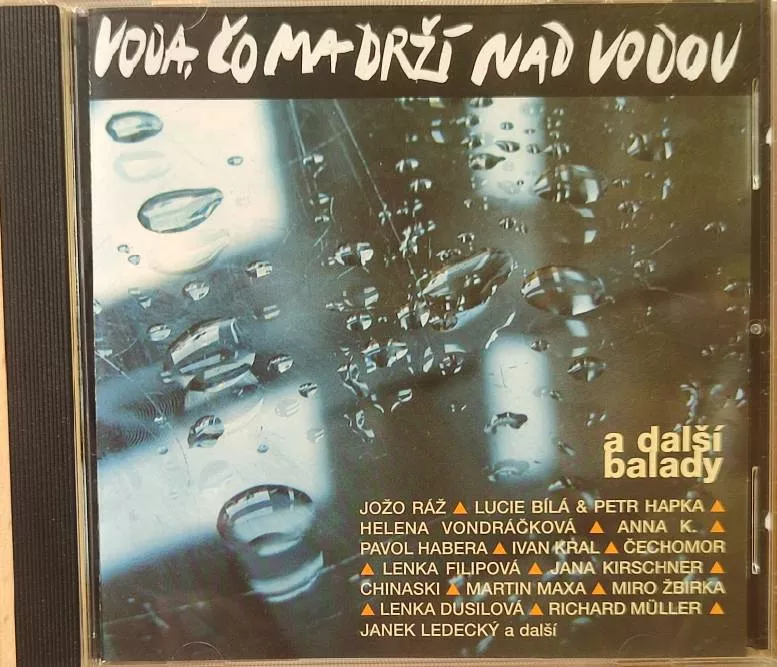 VODA, ČO MA DRŽÍ NAD VODOU
a další
balady
JOŽO RÁŽ ▲ LUCIE BÍLÁ & PETR HAPKA ▲
HELENA VONDRÁČKOVÁ ▲ ANNA K. ▲
PAVOL HABERA ▲ IVAN KRAL ▲ ČECHOMOR
▲ LENKA FILIPOVÁ ▲ JANA KIRSCHNER ▲
CHINASKI ▲ MARTIN MAXA ▲ MIRO ŽBIRKA
▲ LENKA DUSILOVÁ ▲ RICHARD MÜLLER ▲
JANEK LEDECKÝ a další